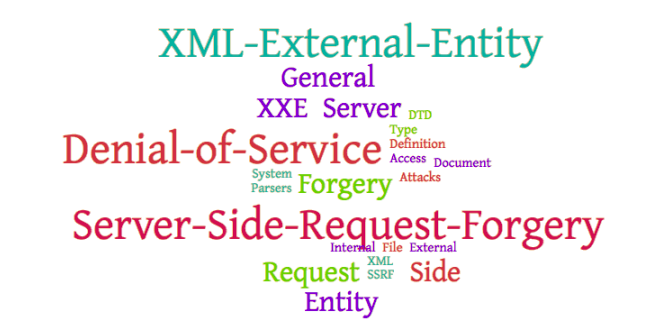 XML-External-Entity
General
XXE Server DTD
Type
Denial-of-Service Definition
Access Document
System
Parsers Forgery Attacks
Server-Side-Request-Forgery
Internal File External
Request XML Side
SSRF
Entity